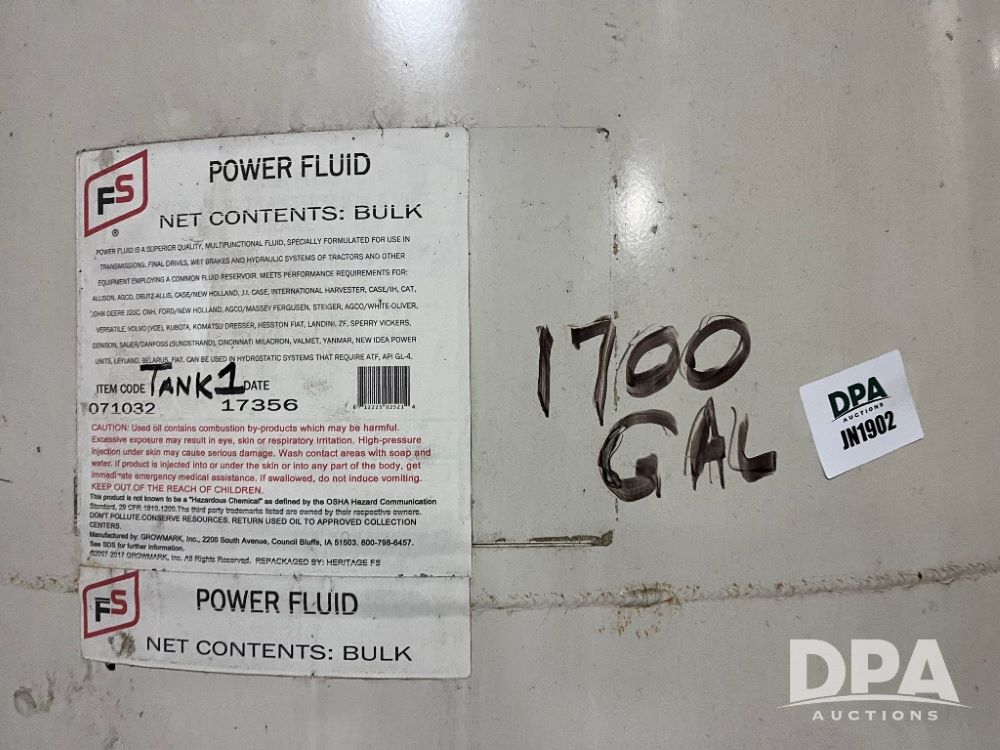 FS
®
POWER FLUID
NET CONTENTS: BULK
POWER FLUID IS A SUPERIOR QUALITY, MULTIFUNCTIONAL FLUID, SPECIALLY FORMULATED FOR USE IN
TRANSMISSIONS, FINAL DRIVES, WET BRAKES AND HYDRAULIC SYSTEMS OF TRACTORS AND OTHER
EQUIPMENT EMPLOYING A COMMON FLUID RESERVOIR. MEETS PERFORMANCE REQUIREMENTS FOR:
ALLISON, AGCO, DEUTZ-ALLIS, CASE/NEW HOLLAND, J.I. CASE, INTERNATIONAL HARVESTER, CASE/IH, CAT,
JOHN DEERE J20C, CNH, FORD/NEW HOLLAND, AGCO/MASSEY FERGUSEN, STEIGER, AGCO/WHITE-OLIVER,
VERSATILE, VOLVO (VCE), KUBOTA, KOMATSU DRESSER, HESSTON FIAT, LANDINI, ZF, SPERRY VICKERS,
DENISON, SAUER/DANFOSS (SUNDSTRAND), CINCINNATI MILACRON, VALMET, YANMAR, NEW IDEA POWER
UNITS, LEYLAND, BELARUS, FIAT, CAN BE USED IN HYDROSTATIC SYSTEMS THAT REQUIRE ATF, API GL-4.
ITEM CODE TANK 1 DATE
071032 17356
6 12225 02521 4
CAUTION: Used oil contains combustion by-products which may be harmful.
Excessive exposure may result in eye, skin or respiratory irritation. High-pressure
injection under skin may cause serious damage. Wash contact areas with soap and
water. If product is injected into or under the skin or into any part of the body, get
immediate emergency medical assistance. If swallowed, do not induce vomiting.
KEEP OUT OF THE REACH OF CHILDREN.
This product is not known to be a "Hazardous Chemical" as defined by the OSHA Hazard Communication
Standard, 29 CFR 1910.1200. The third party trademarks listed are owned by their respective owners.
DON'T POLLUTE. CONSERVE RESOURCES. RETURN USED OIL TO APPROVED COLLECTION
CENTERS.
Manufactured by: GROWMARK, Inc., 2200 South Avenue, Council Bluffs, IA 51503. 800-798-6457.
See SDS for further information.
©2007 2017 GROWMARK, Inc. All Rights Reserved. REPACKAGED BY: HERITAGE FS
FS
POWER FLUID
NET CONTENTS: BULK
1700
GAL
DPA
AUCTIONS
JN1902
DPA
AUCTIONS